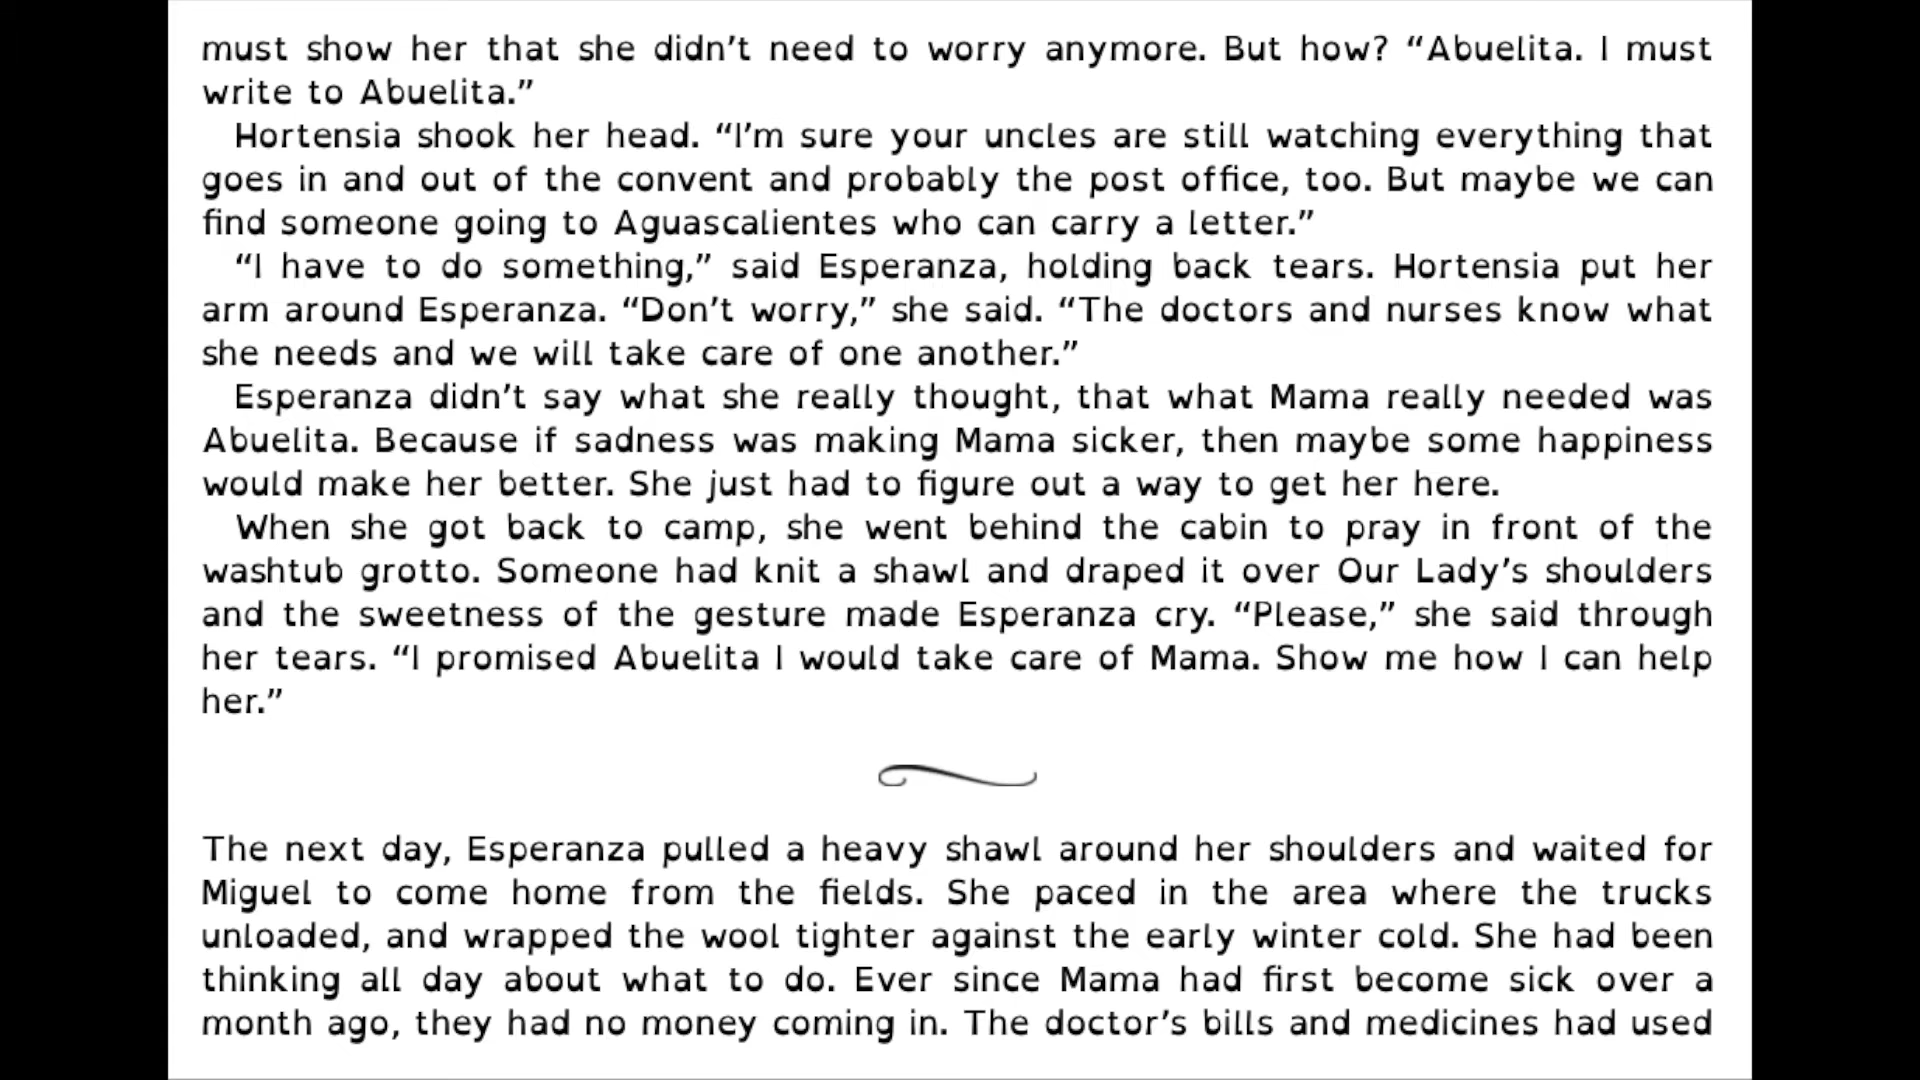 must show her that she didn’t need to worry anymore. But how? “Abuelita. I must
write to Abuelita.”
Hortensia shook her head. “I’m sure your uncles are still watching everything that
goes in and out of the convent and probably the post office, too. But maybe we can
find someone going to Aguascalientes who can carry a letter.”
“I have to do something,” said Esperanza, holding back tears. Hortensia put her
arm around Esperanza. “Don’t worry,” she said. “The doctors and nurses know what
she needs and we will take care of one another.”
Esperanza didn’t say what she really thought, that what Mama really needed was
Abuelita. Because if sadness was making Mama sicker, then maybe some happiness
would make her better. She just had to figure out a way to get her here.
When she got back to camp, she went behind the cabin to pray in front of the
washtub grotto. Someone had knit a shawl and draped it over Our Lady’s shoulders
and the sweetness of the gesture made Esperanza cry. “Please,” she said through
her tears. “I promised Abuelita I would take care of Mama. Show me how I can help
her.”
The next day, Esperanza pulled a heavy shawl around her shoulders and waited for
Miguel to come home from the fields. She paced in the area where the trucks
unloaded, and wrapped the wool tighter against the early winter cold. She had been
thinking all day about what to do. Ever since Mama had first become sick over a
month ago, they had no money coming in. The doctor’s bills and medicines had used